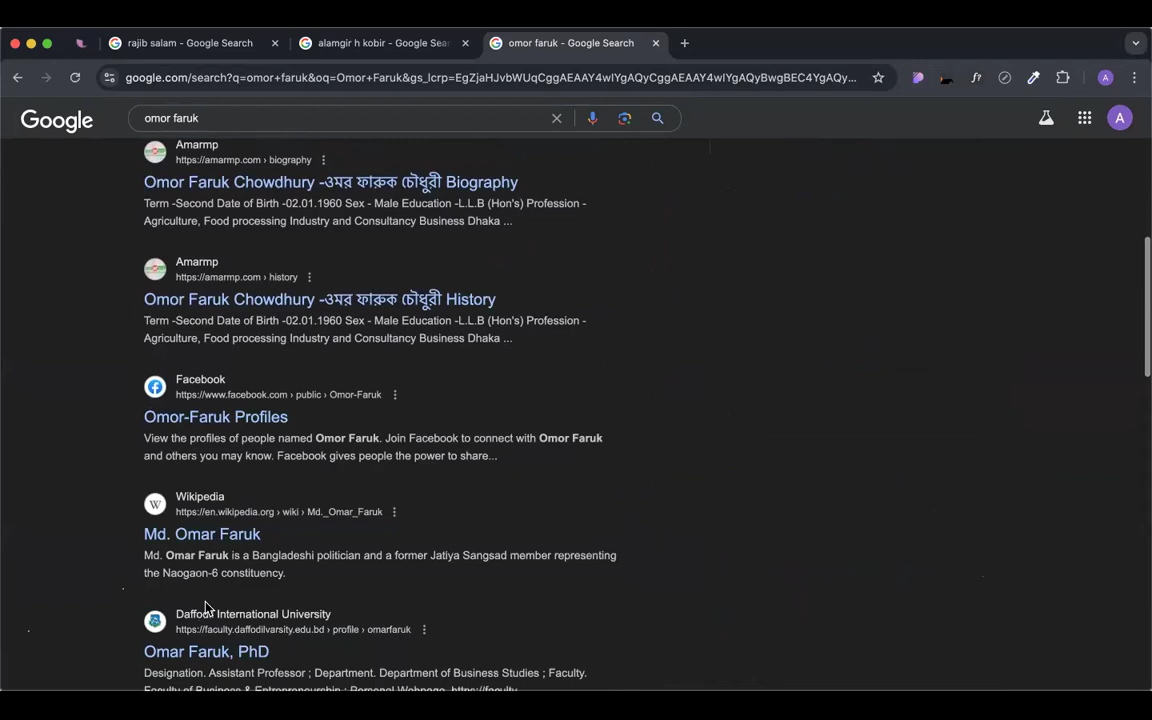 rajib salam - Google Search
alamgir h kobir - Google Sear
omor faruk - Google Search
google.com/search?q=omor+faruk&oq=Omor+Faruk&gs_lcrp=EgZjaHJvbWUqCggAEAAY4wIYgAQyCggAEAAY4wIYgAQyBwgBEC4YgAQy...
A
Google
omor faruk
A
Amarmp
https://amarmp.com › biography
Omor Faruk Chowdhury -ওমর ফারুক চৌধুরী Biography
Term -Second Date of Birth -02.01.1960 Sex - Male Education -L.L.B (Hon's) Profession -
Agriculture, Food processing Industry and Consultancy Business Dhaka ...
Amarmp
https://amarmp.com › history
Omor Faruk Chowdhury -ওমর ফারুক চৌধুরী History
Term -Second Date of Birth -02.01.1960 Sex - Male Education -L.L.B (Hon's) Profession -
Agriculture, Food processing Industry and Consultancy Business Dhaka ...
Facebook
https://www.facebook.com › public › Omor-Faruk
Omor-Faruk Profiles
View the profiles of people named Omor Faruk. Join Facebook to connect with Omor Faruk
and others you may know. Facebook gives people the power to share...
Wikipedia
https://en.wikipedia.org › wiki › Md._Omar_Faruk
Md. Omar Faruk
Md. Omar Faruk is a Bangladeshi politician and a former Jatiya Sangsad member representing
the Naogaon-6 constituency.
Daffodil International University
https://faculty.daffodilvarsity.edu.bd › profile › omarfaruk
Omar Faruk, PhD
Designation. Assistant Professor ; Department. Department of Business Studies ; Faculty.
Faculty of Business & Entrepreneurship ; Personal Webpage. https://faculty.